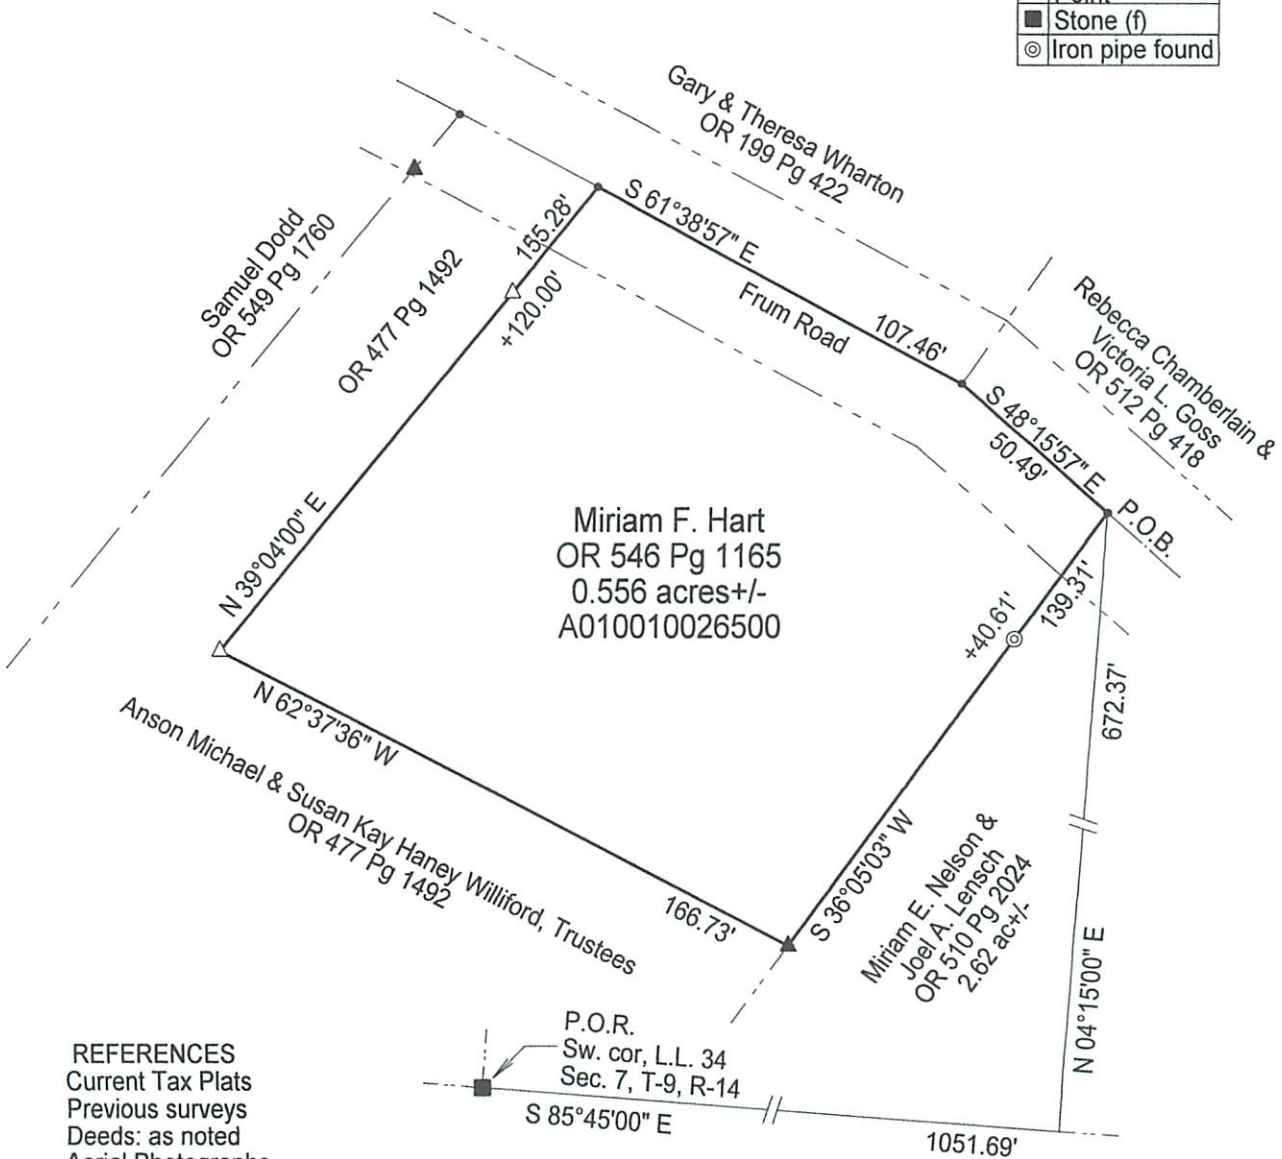 Point
Stone (f)
Iron pipe found
Gary & Theresa Wharton
OR 199 Pg 422
Samuel Dodd
OR 549 Pg 1760
OR 477 Pg 1492
155.28'
+120.00'
S 61°38'57" E
Frum Road
107.46'
Rebecca Chamberlain &
Victoria L. Goss
OR 512 Pg 418
S 48°15'57" E
50.49'
P.O.B.
N 39°04'00" E
Miriam F. Hart
OR 546 Pg 1165
0.556 acres+/-
A010010026500
+40.61'
139.31'
672.37'
N 62°37'36" W
166.73'
Anson Michael & Susan Kay Haney Williford, Trustees
OR 477 Pg 1492
S 36°05'03" W
Miriam E. Nelson &
Joel A. Lensch
OR 510 Pg 2024
2.62 ac+/-
N 04°15'00" E
P.O.R.
Sw. cor, L.L. 34
Sec. 7, T-9, R-14
S 85°45'00" E
1051.69'
REFERENCES
Current Tax Plats
Previous surveys
Deeds: as noted
Aerial Photographs